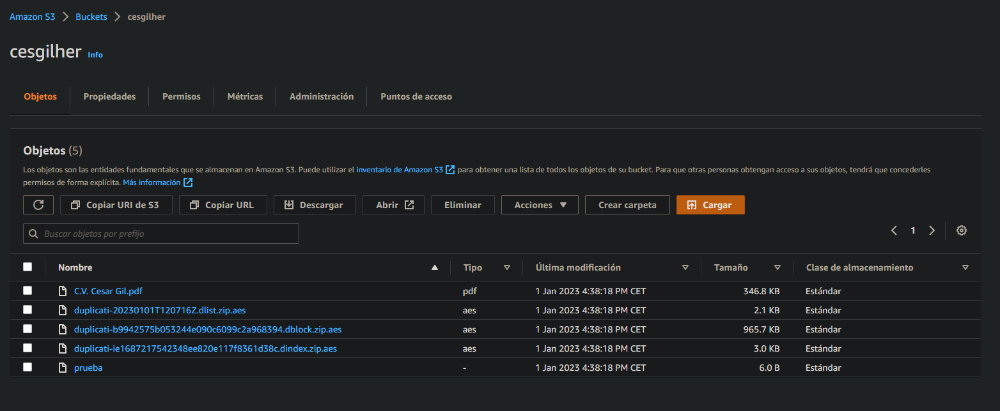 Amazon S3 > Buckets > cesgilher
cesgilher Info
Objetos Propiedades Permisos Métricas Administración Puntos de acceso
Objetos (5)
Los objetos son las entidades fundamentales que se almacenan en Amazon S3. Puede utilizar el inventario de Amazon S3 para obtener una lista de todos los objetos de su bucket. Para que otras personas obtengan acceso a sus objetos, tendrá que concederles
permisos de forma explícita. Más información
Copiar URI de S3 Copiar URL Descargar Abrir Eliminar Acciones Crear carpeta Cargar
Buscar objetos por prefijo
< 1 >
Nombre Tipo Última modificación Tamaño Clase de almacenamiento
C.V. Cesar Gil.pdf pdf 1 Jan 2023 4:38:18 PM CET 346.8 KB Estándar
duplicati-20230101T120716Z.dlist.zip.aes aes 1 Jan 2023 4:38:18 PM CET 2.1 KB Estándar
duplicati-b9942575b053244e090c6099c2a968394.dblock.zip.aes aes 1 Jan 2023 4:38:18 PM CET 965.7 KB Estándar
duplicati-ie1687217542348ee820e117f8361d38c.dindex.zip.aes aes 1 Jan 2023 4:38:18 PM CET 3.0 KB Estándar
prueba - 1 Jan 2023 4:38:18 PM CET 6.0 B Estándar